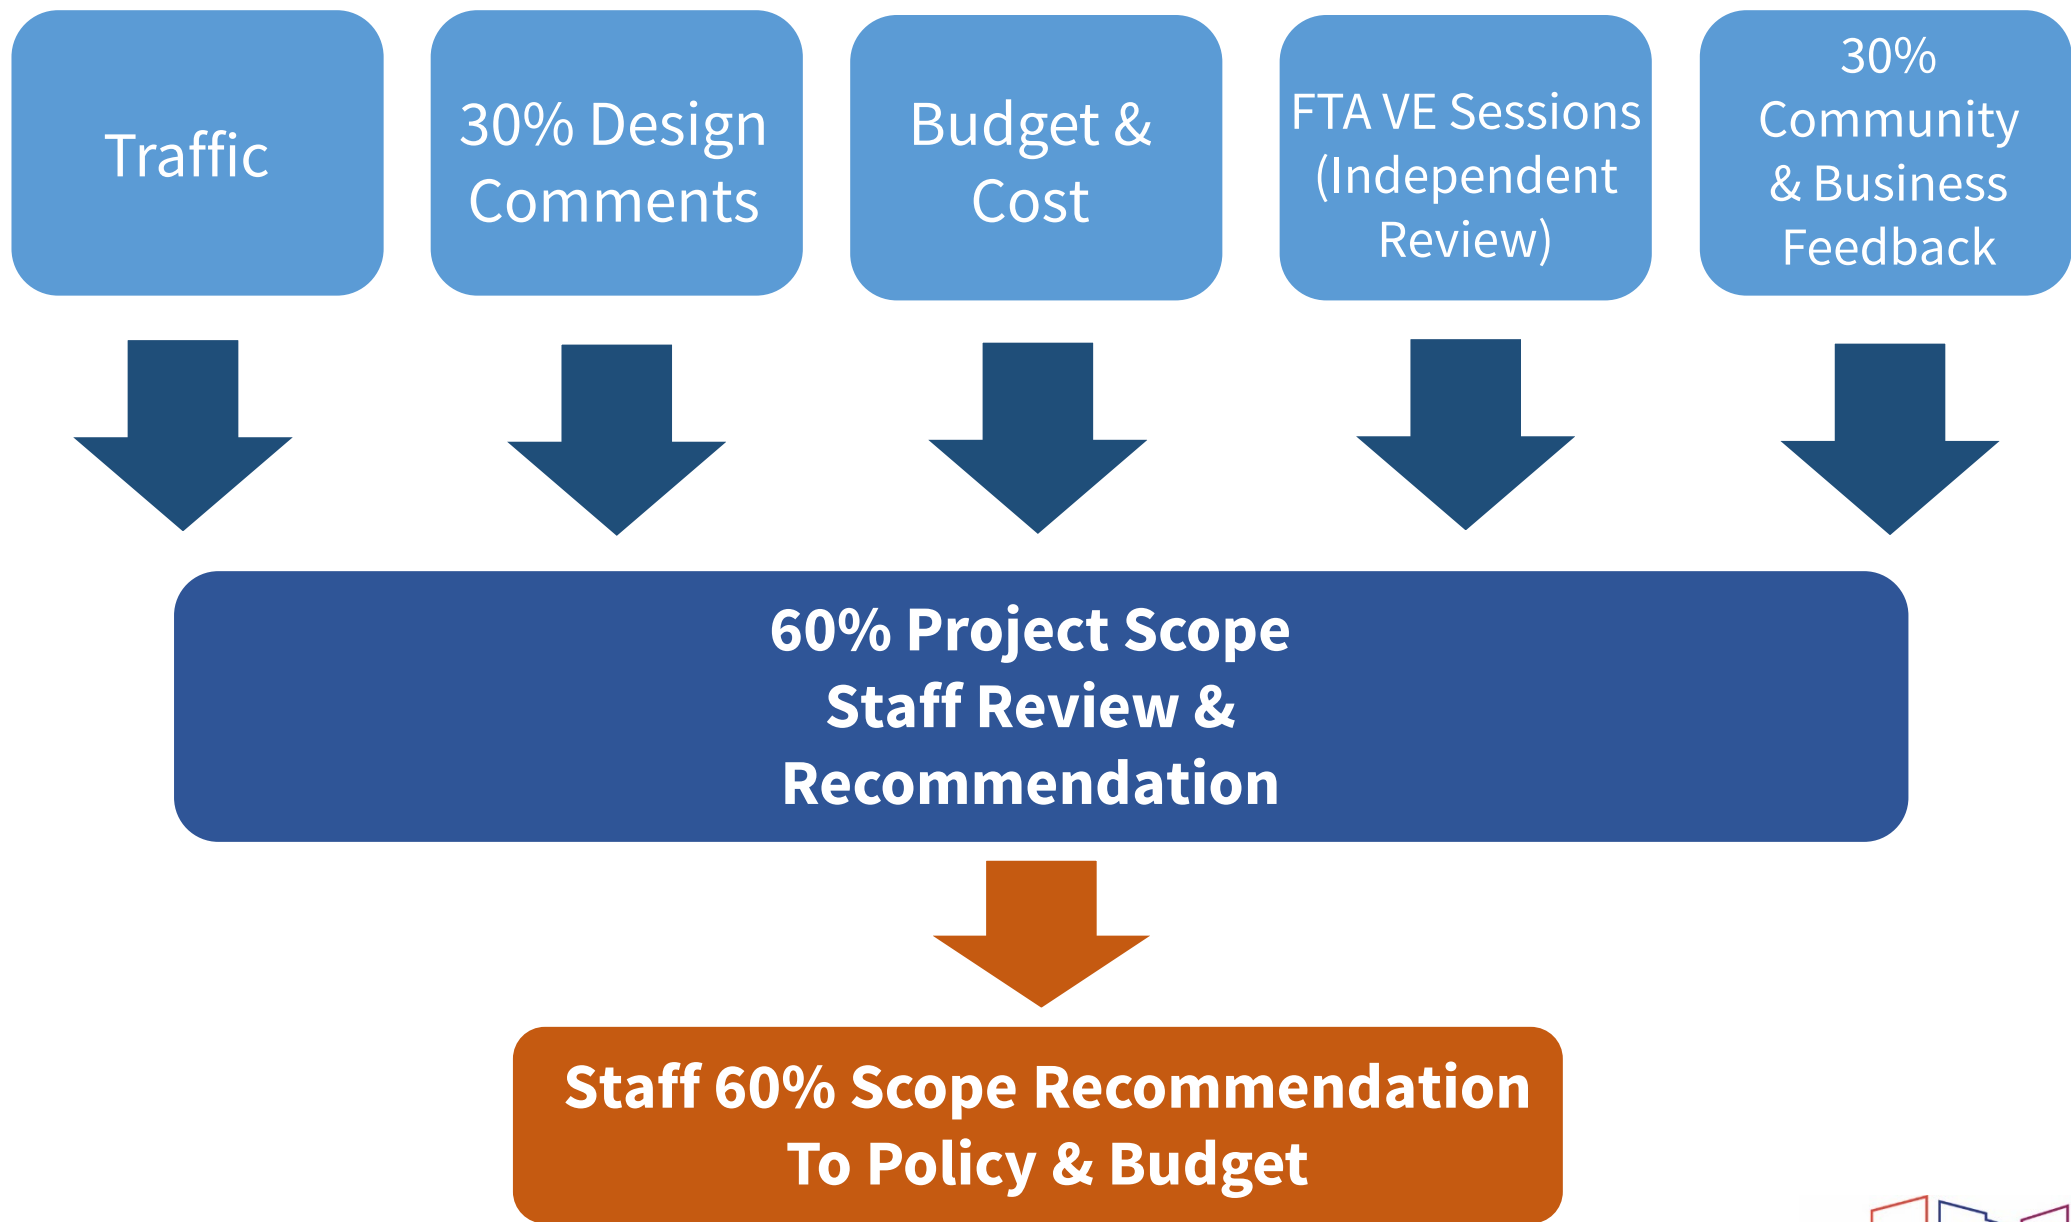 Traffic
30% Design
Comments
Budget &
Cost
FTA VE Sessions
(Independent
Review)
30%
Community
& Business
Feedback
60% Project Scope
Staff Review &
Recommendation
Staff 60% Scope Recommendation
To Policy & Budget